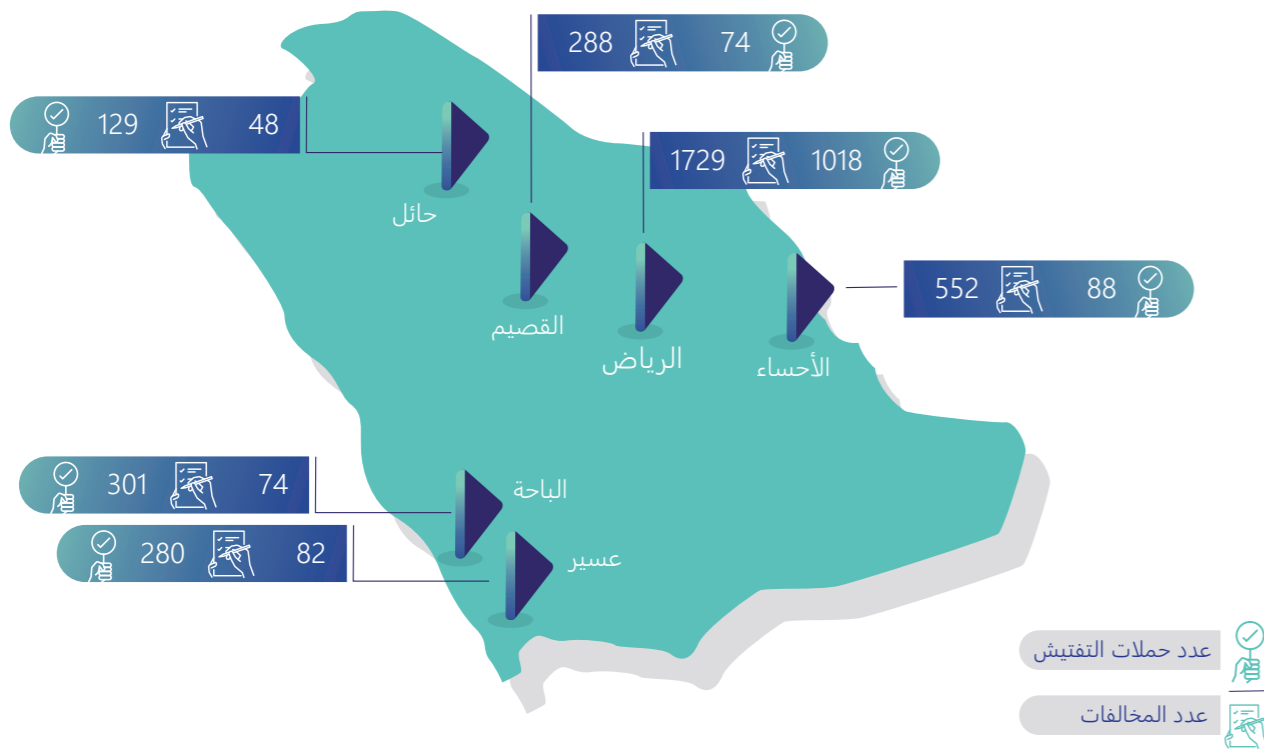 288 74
129 48
1729 1018
حائل
552 88
القصيم
الرياض
الأحساء
301 74
الباحة
280 82
عسير
عدد حملات التفتيش
عدد المخالفات